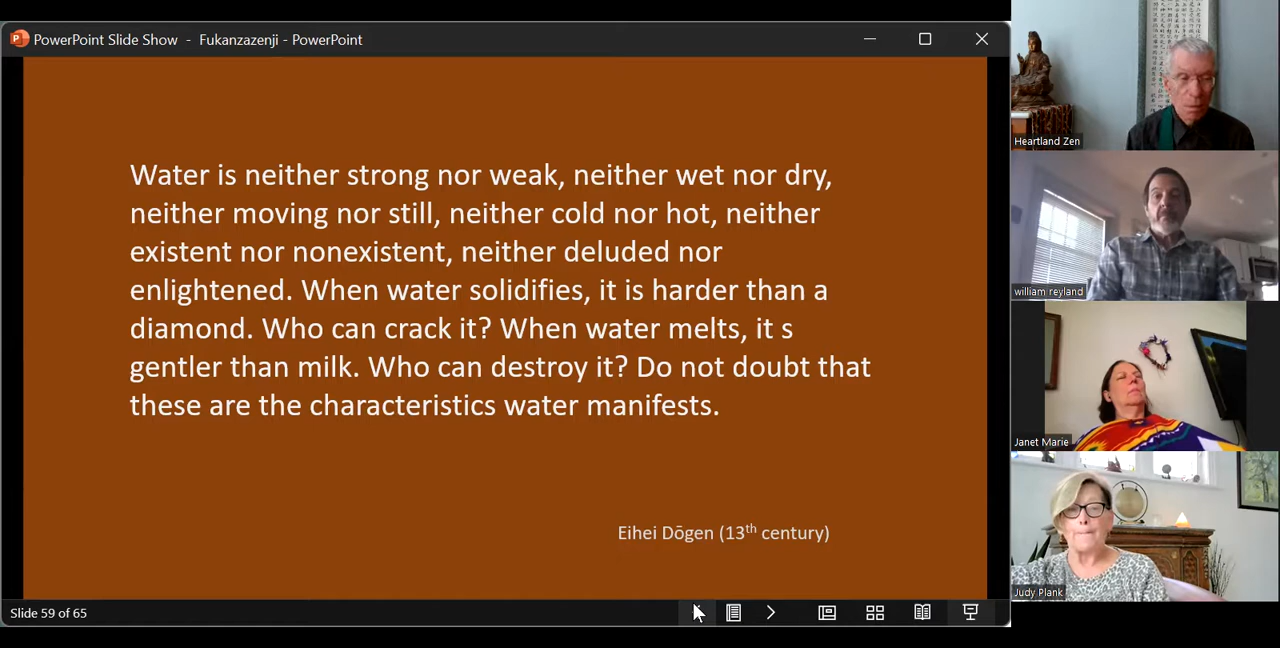 PowerPoint Slide Show - Fukanzazenji - PowerPoint
Water is neither strong nor weak, neither wet nor dry,
neither moving nor still, neither cold nor hot, neither
existent nor nonexistent, neither deluded nor
enlightened. When water solidifies, it is harder than a
diamond. Who can crack it? When water melts, it s
gentler than milk. Who can destroy it? Do not doubt that
these are the characteristics water manifests.
Eihei Dōgen (13th century)
Slide 59 of 65
Heartland Zen
william reyland
Janet Marie
Judy Plank